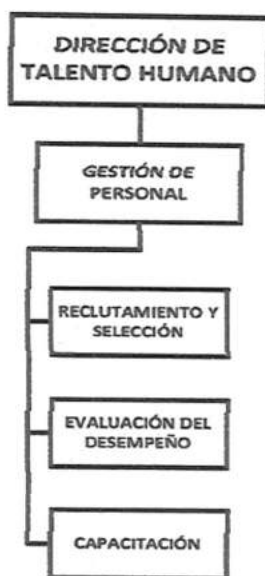 DIRECCIÓN DE
TALENTO HUMANO
GESTIÓN DE
PERSONAL
RECLUTAMIENTO Y
SELECCIÓN
EVALUACIÓN DEL
DESEMPEÑO
CAPACITACIÓN